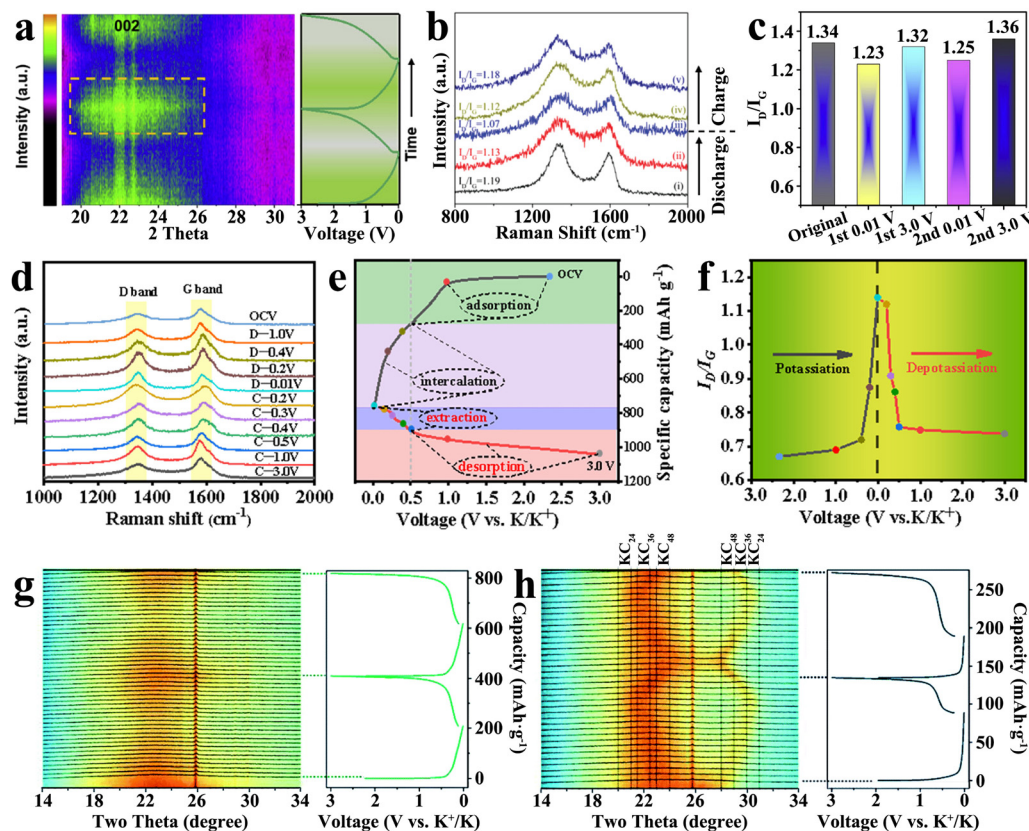 a
002
Intensity (a.u.)
20 22 24 26 28 30
2 Theta
3 2 1 0
Voltage (V)
Time
b
Intensity (a.u.)
I_D/I_G=1.18 (v)
I_D/I_G=1.12 (iv)
I_D/I_G=1.07 (iii)
I_D/I_G=1.13 (ii)
I_D/I_G=1.19 (i)
800 1200 1600 2000
Raman Shift (cm⁻¹)
Discharge Charge
c
I_D/I_G
1.4
1.2
1.0
0.8
0.6
1.34 1.23 1.32 1.25 1.36
Original 1st 0.01 V 1st 3.0 V 2nd 0.01 V 2nd 3.0 V
d
Intensity (a.u.)
D band G band
OCV
D—1.0V
D—0.4V
D—0.2V
D—0.01V
C—0.2V
C—0.3V
C—0.4V
C—0.5V
C—1.0V
C—3.0V
1000 1200 1400 1600 1800 2000
Raman shift (cm⁻¹)
e
OCV
adsorption
intercalation
extraction
desorption
3.0 V
0
200
400
600
800
1000
1200
Specific capacity (mAh g⁻¹)
0.0 0.5 1.0 1.5 2.0 2.5 3.0
Voltage (V vs. K/K⁺)
f
I_D/I_G
1.2
1.1
1.0
0.9
0.8
0.7
0.6
Potassiation
Depotassiation
3.0 2.0 1.0 0.0 1.0 2.0 3.0
Voltage (V vs.K/K⁺)
g
14 18 22 26 30 34
Two Theta (degree)
3 2 1 0
Voltage (V vs. K⁺/K)
800
600
400
200
0
Capacity (mAh·g⁻¹)
h
KC₂₄ KC₃₆ KC₄₈ KC₄₈ KC₃₆ KC₂₄
14 18 22 26 30 34
Two Theta (degree)
3 2 1 0
Voltage (V vs. K⁺/K)
250
200
150
100
50
0
Capacity (mAh·g⁻¹)